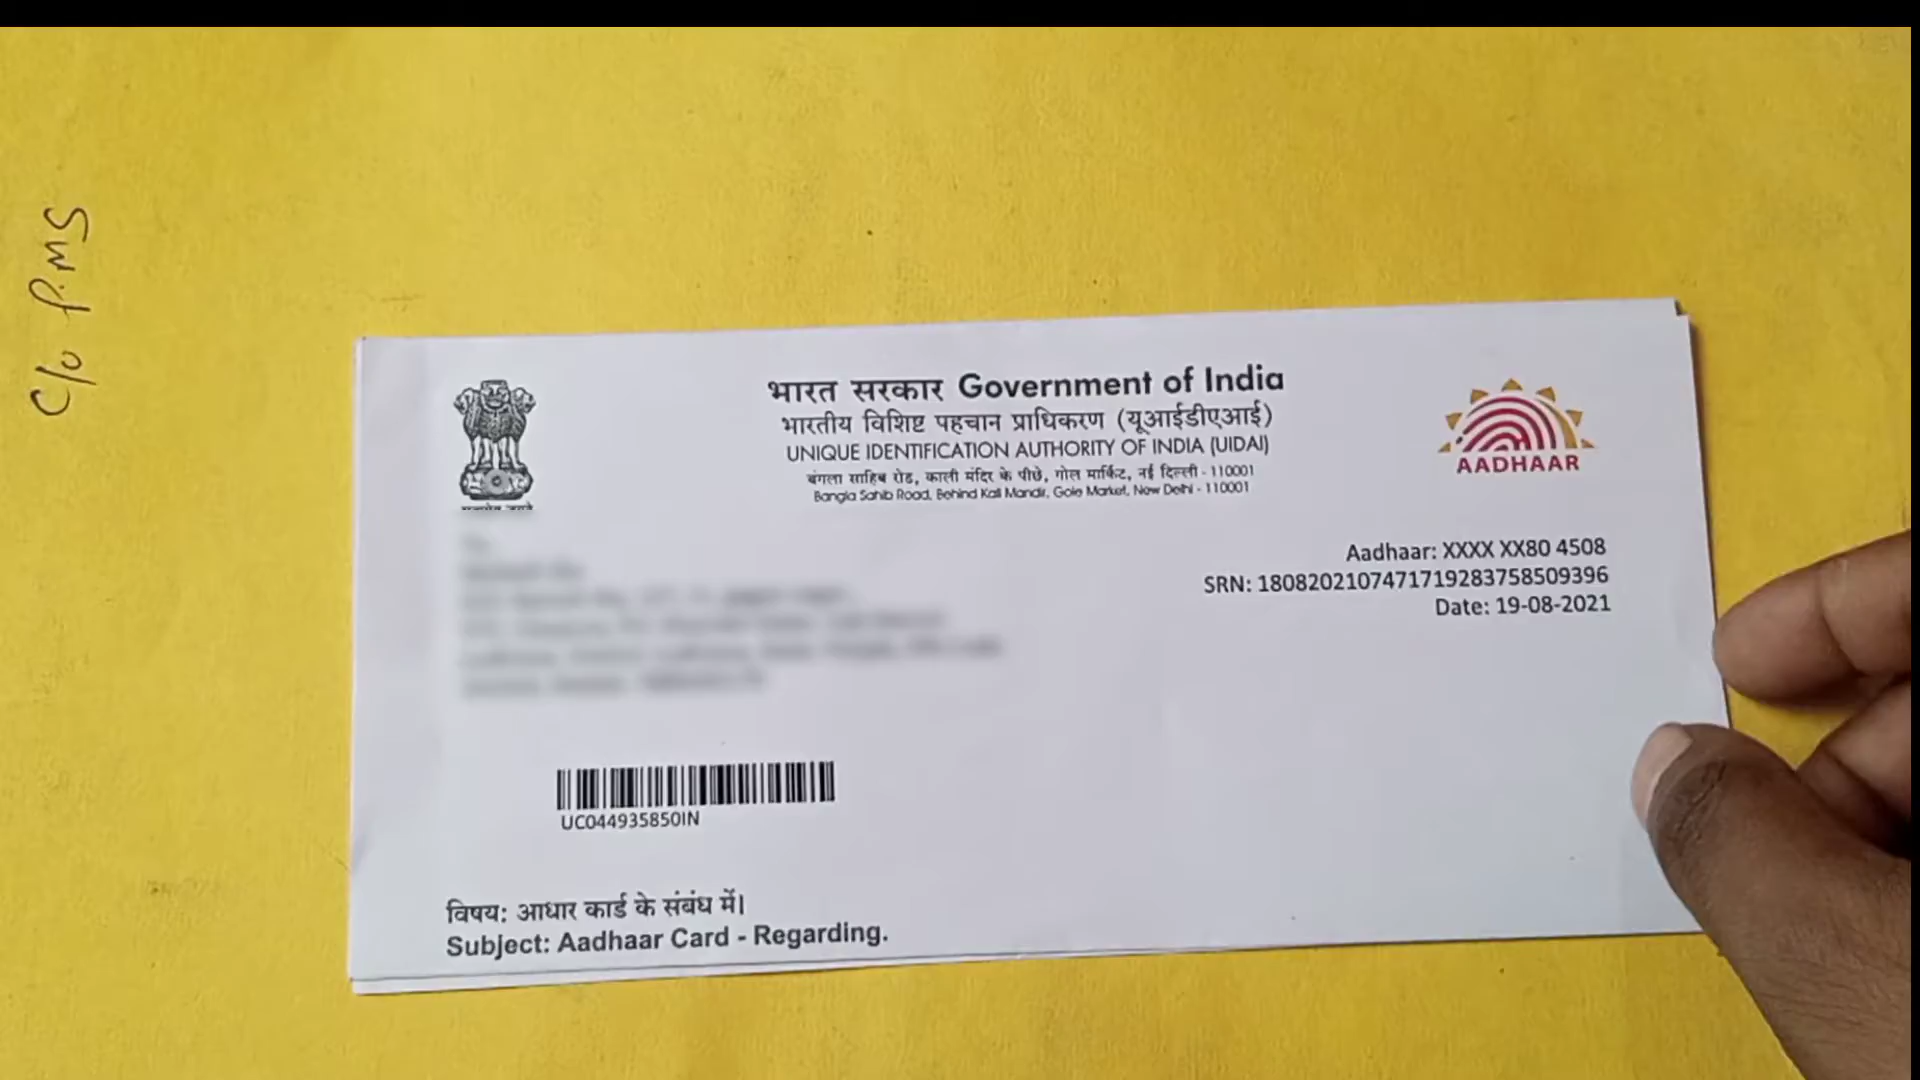 C/o P.MS
भारत सरकार Government of India
भारतीय विशिष्ट पहचान प्राधिकरण (यूआईडीएआई)
UNIQUE IDENTIFICATION AUTHORITY OF INDIA (UIDAI)
बंगला साहिब रोड, काली मंदिर के पीछे, गोल मार्किट, नई दिल्ली - 110001
Bangla Sahib Road, Behind Kali Mandir, Gole Market, New Delhi - 110001
AADHAAR
Aadhaar: XXXX XX80 4508
SRN: 1808202107471719283758509396
Date: 19-08-2021
UC044935850IN
विषय: आधार कार्ड के संबंध में।
Subject: Aadhaar Card - Regarding.